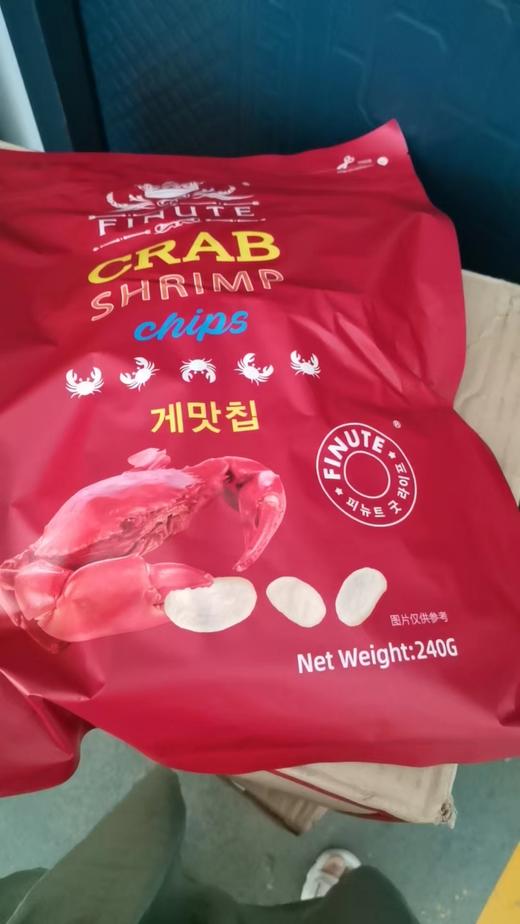 FINUTE
CRAB
SHRIMP
chips
게맛칩
FINUTE
®
피뉴트 굿 라이프
图片仅供参考
Net Weight:240G